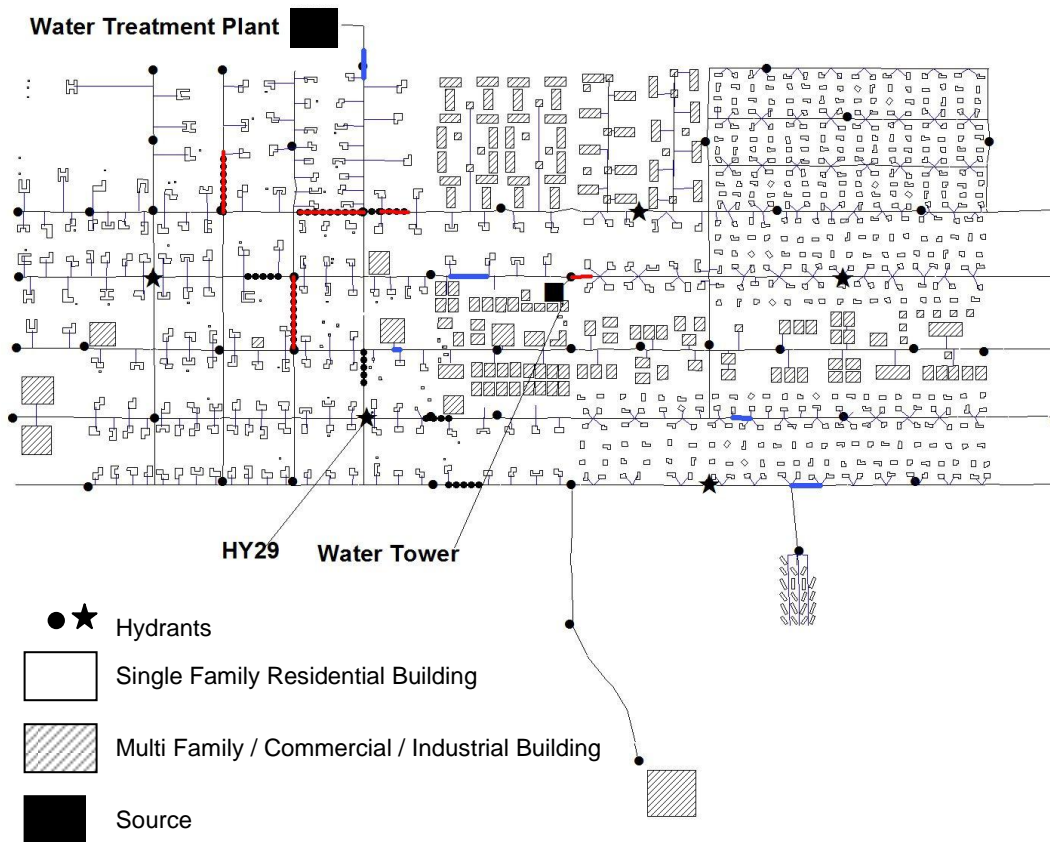 Water Treatment Plant
HY29
Water Tower
Hydrants
Single Family Residential Building
Multi Family / Commercial / Industrial Building
Source